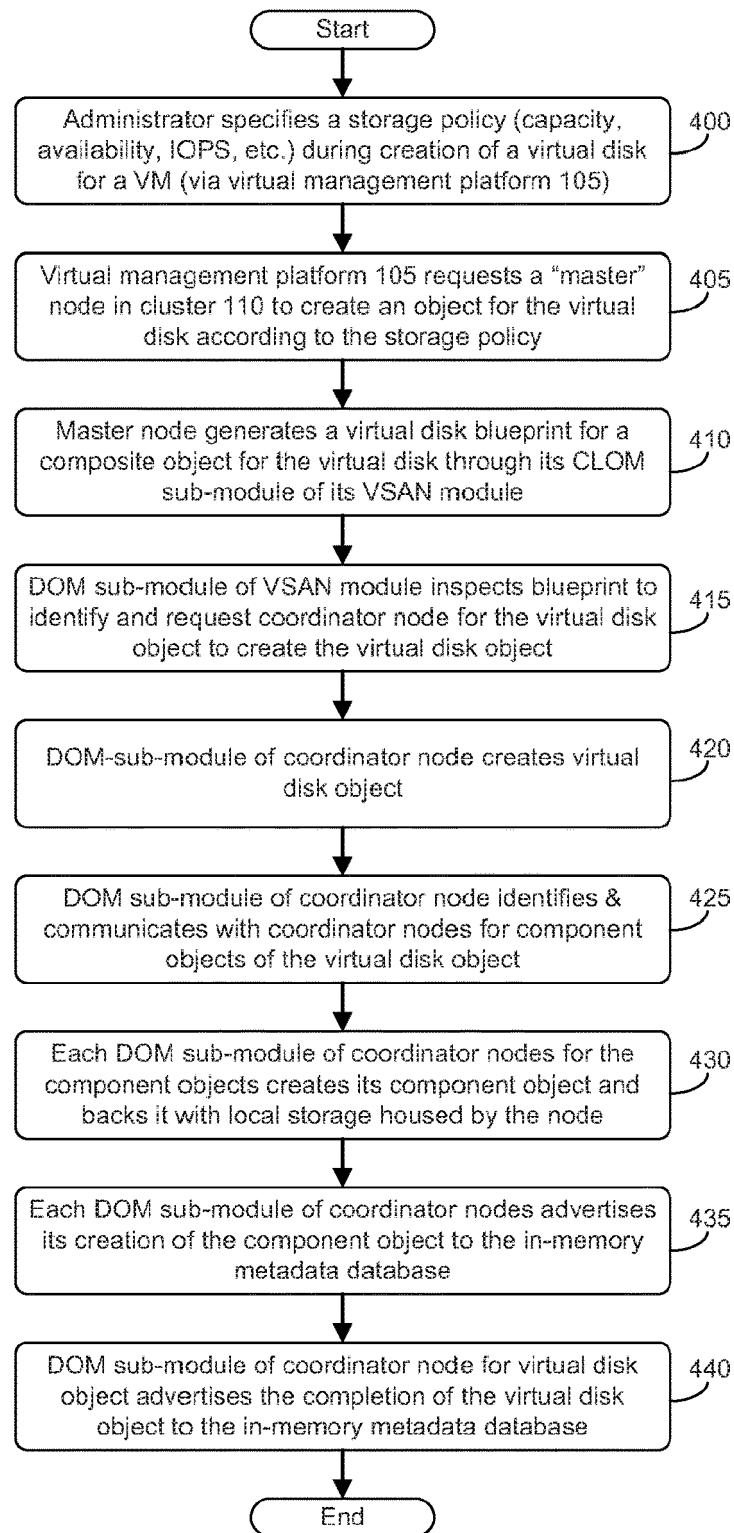 Start
Administrator specifies a storage policy (capacity,
availability, IOPS, etc.) during creation of a virtual disk
for a VM (via virtual management platform 105)
400
Virtual management platform 105 requests a “master”
node in cluster 110 to create an object for the virtual
disk according to the storage policy
405
Master node generates a virtual disk blueprint for a
composite object for the virtual disk through its CLOM
sub-module of its VSAN module
410
DOM sub-module of VSAN module inspects blueprint to
identify and request coordinator node for the virtual disk
object to create the virtual disk object
415
DOM-sub-module of coordinator node creates virtual
disk object
420
DOM sub-module of coordinator node identifies &
communicates with coordinator nodes for component
objects of the virtual disk object
425
Each DOM sub-module of coordinator nodes for the
component objects creates its component object and
backs it with local storage housed by the node
430
Each DOM sub-module of coordinator nodes advertises
its creation of the component object to the in-memory
metadata database
435
DOM sub-module of coordinator node for virtual disk
object advertises the completion of the virtual disk
object to the in-memory metadata database
440
End